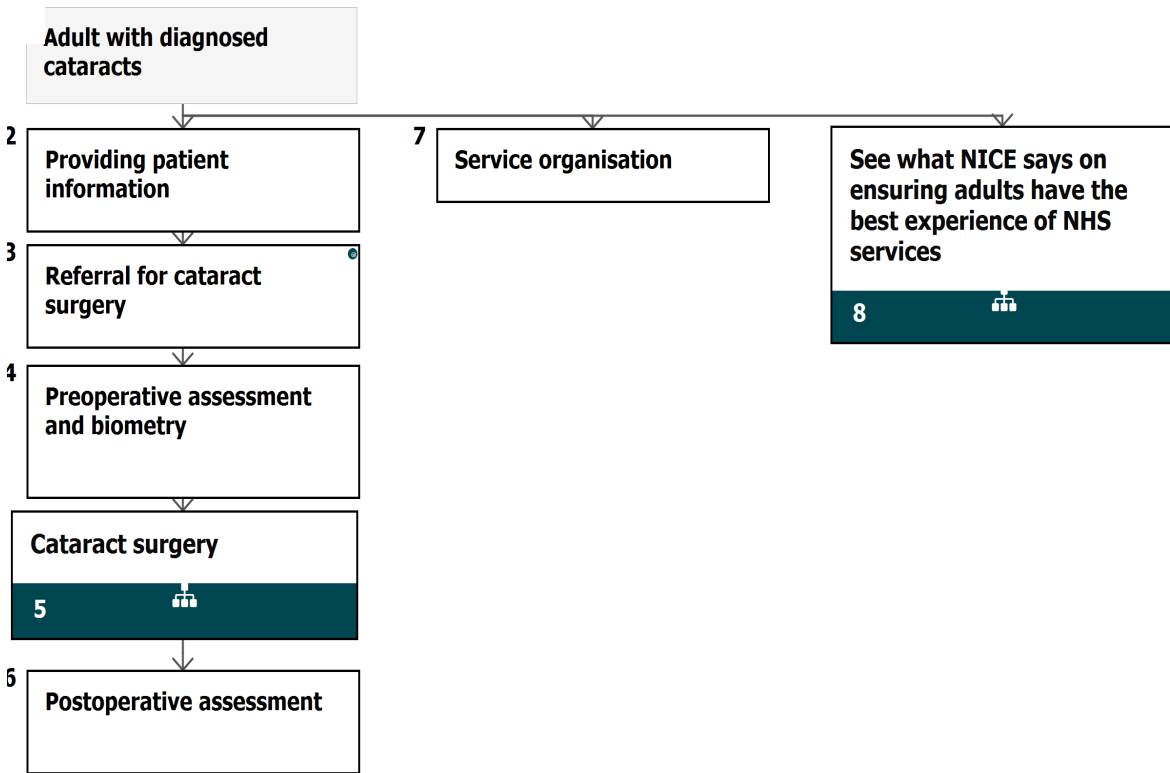 Adult with diagnosed
cataracts
2
Providing patient
information
7
Service organisation
See what NICE says on
ensuring adults have the
best experience of NHS
services
8
3
Referral for cataract
surgery
4
Preoperative assessment
and biometry
Cataract surgery
5
6
Postoperative assessment